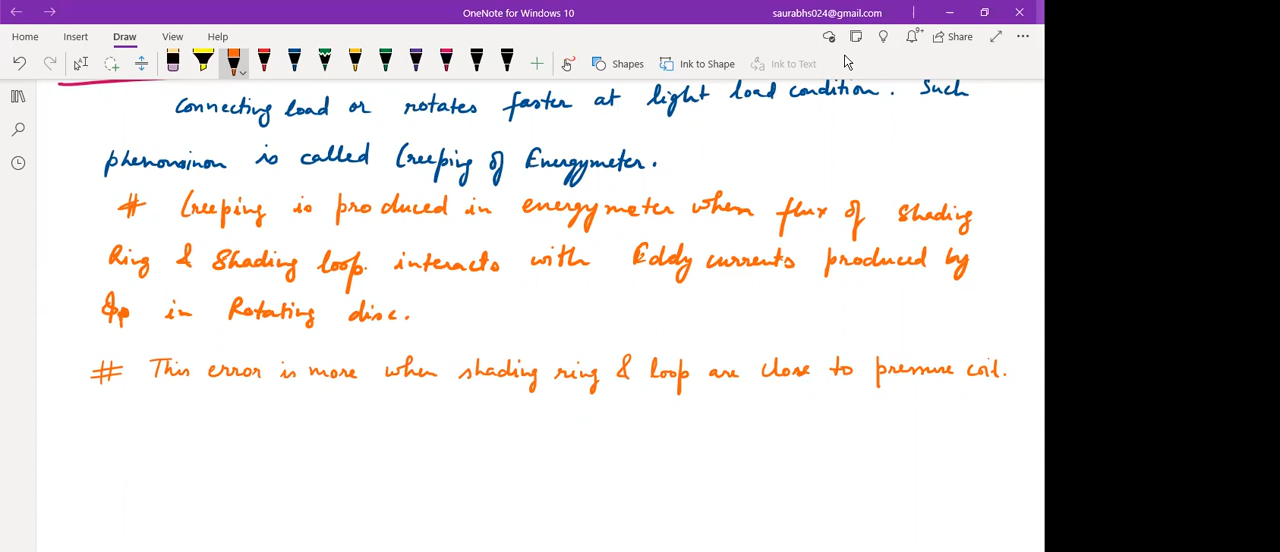 OneNote for Windows 10
saurabhs024@gmail.com
Home Insert Draw View Help
9+ Share
Shapes Ink to Shape Ink to Text
Connecting load or rotates faster at light load condition. Such
phenomsinon is called Creeping of Energymeter.
# Creeping is produced in energymeter when flux of shading
Ring & Shading loop. interacts with Eddy currents produced by
Φp in Rotating disc.
# This error is more when shading ring & loop are close to pressure coil.